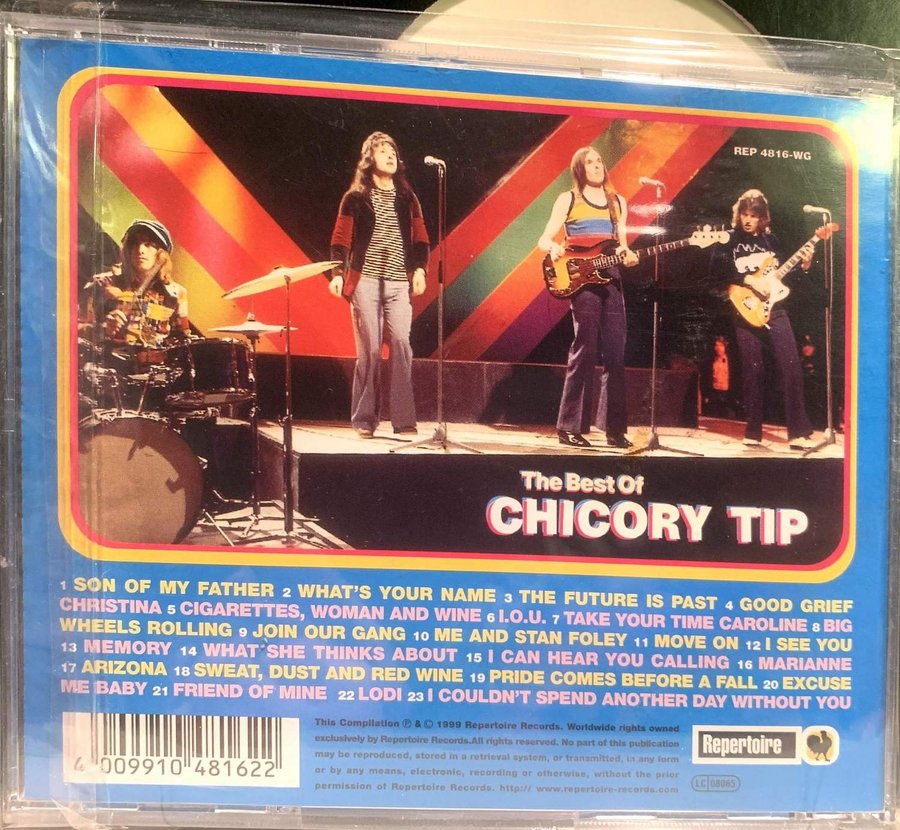 REP 4816-WG
The Best Of
CHICORY TIP
1 SON OF MY FATHER 2 WHAT'S YOUR NAME 3 THE FUTURE IS PAST 4 GOOD GRIEF
CHRISTINA 5 CIGARETTES, WOMAN AND WINE 6 I.O.U. 7 TAKE YOUR TIME CAROLINE 8 BIG
WHEELS ROLLING 9 JOIN OUR GANG 10 ME AND STAN FOLEY 11 MOVE ON 12 I SEE YOU
13 MEMORY 14 WHAT SHE THINKS ABOUT 15 I CAN HEAR YOU CALLING 16 MARIANNE
17 ARIZONA 18 SWEAT, DUST AND RED WINE 19 PRIDE COMES BEFORE A FALL 20 EXCUSE
ME BABY 21 FRIEND OF MINE 22 LODI 23 I COULDN'T SPEND ANOTHER DAY WITHOUT YOU
This Compilation ℗ & © 1999 Repertoire Records. Worldwide rights owned
exclusively by Repertoire Records.All rights reserved. No part of this publication
may be reproduced, stored in a retrieval system, or transmitted, in any form
or by any means, electronic, recording or otherwise, without the prior
permission of Repertoire Records. http:// www.repertoire-records.com
4 009910 481622
Repertoire
LC 08065